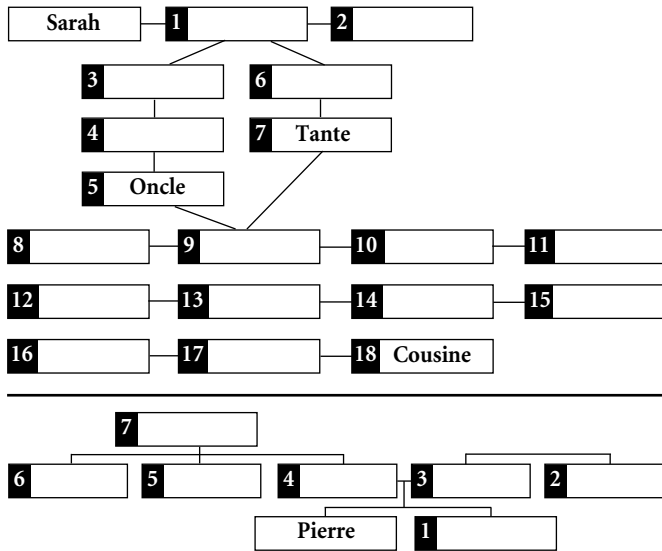 Sarah 1 2
3 6
4 7 Tante
5 Oncle
8 9 10 11
12 13 14 15
16 17 18 Cousine
7
6 5 4 3 2
Pierre 1